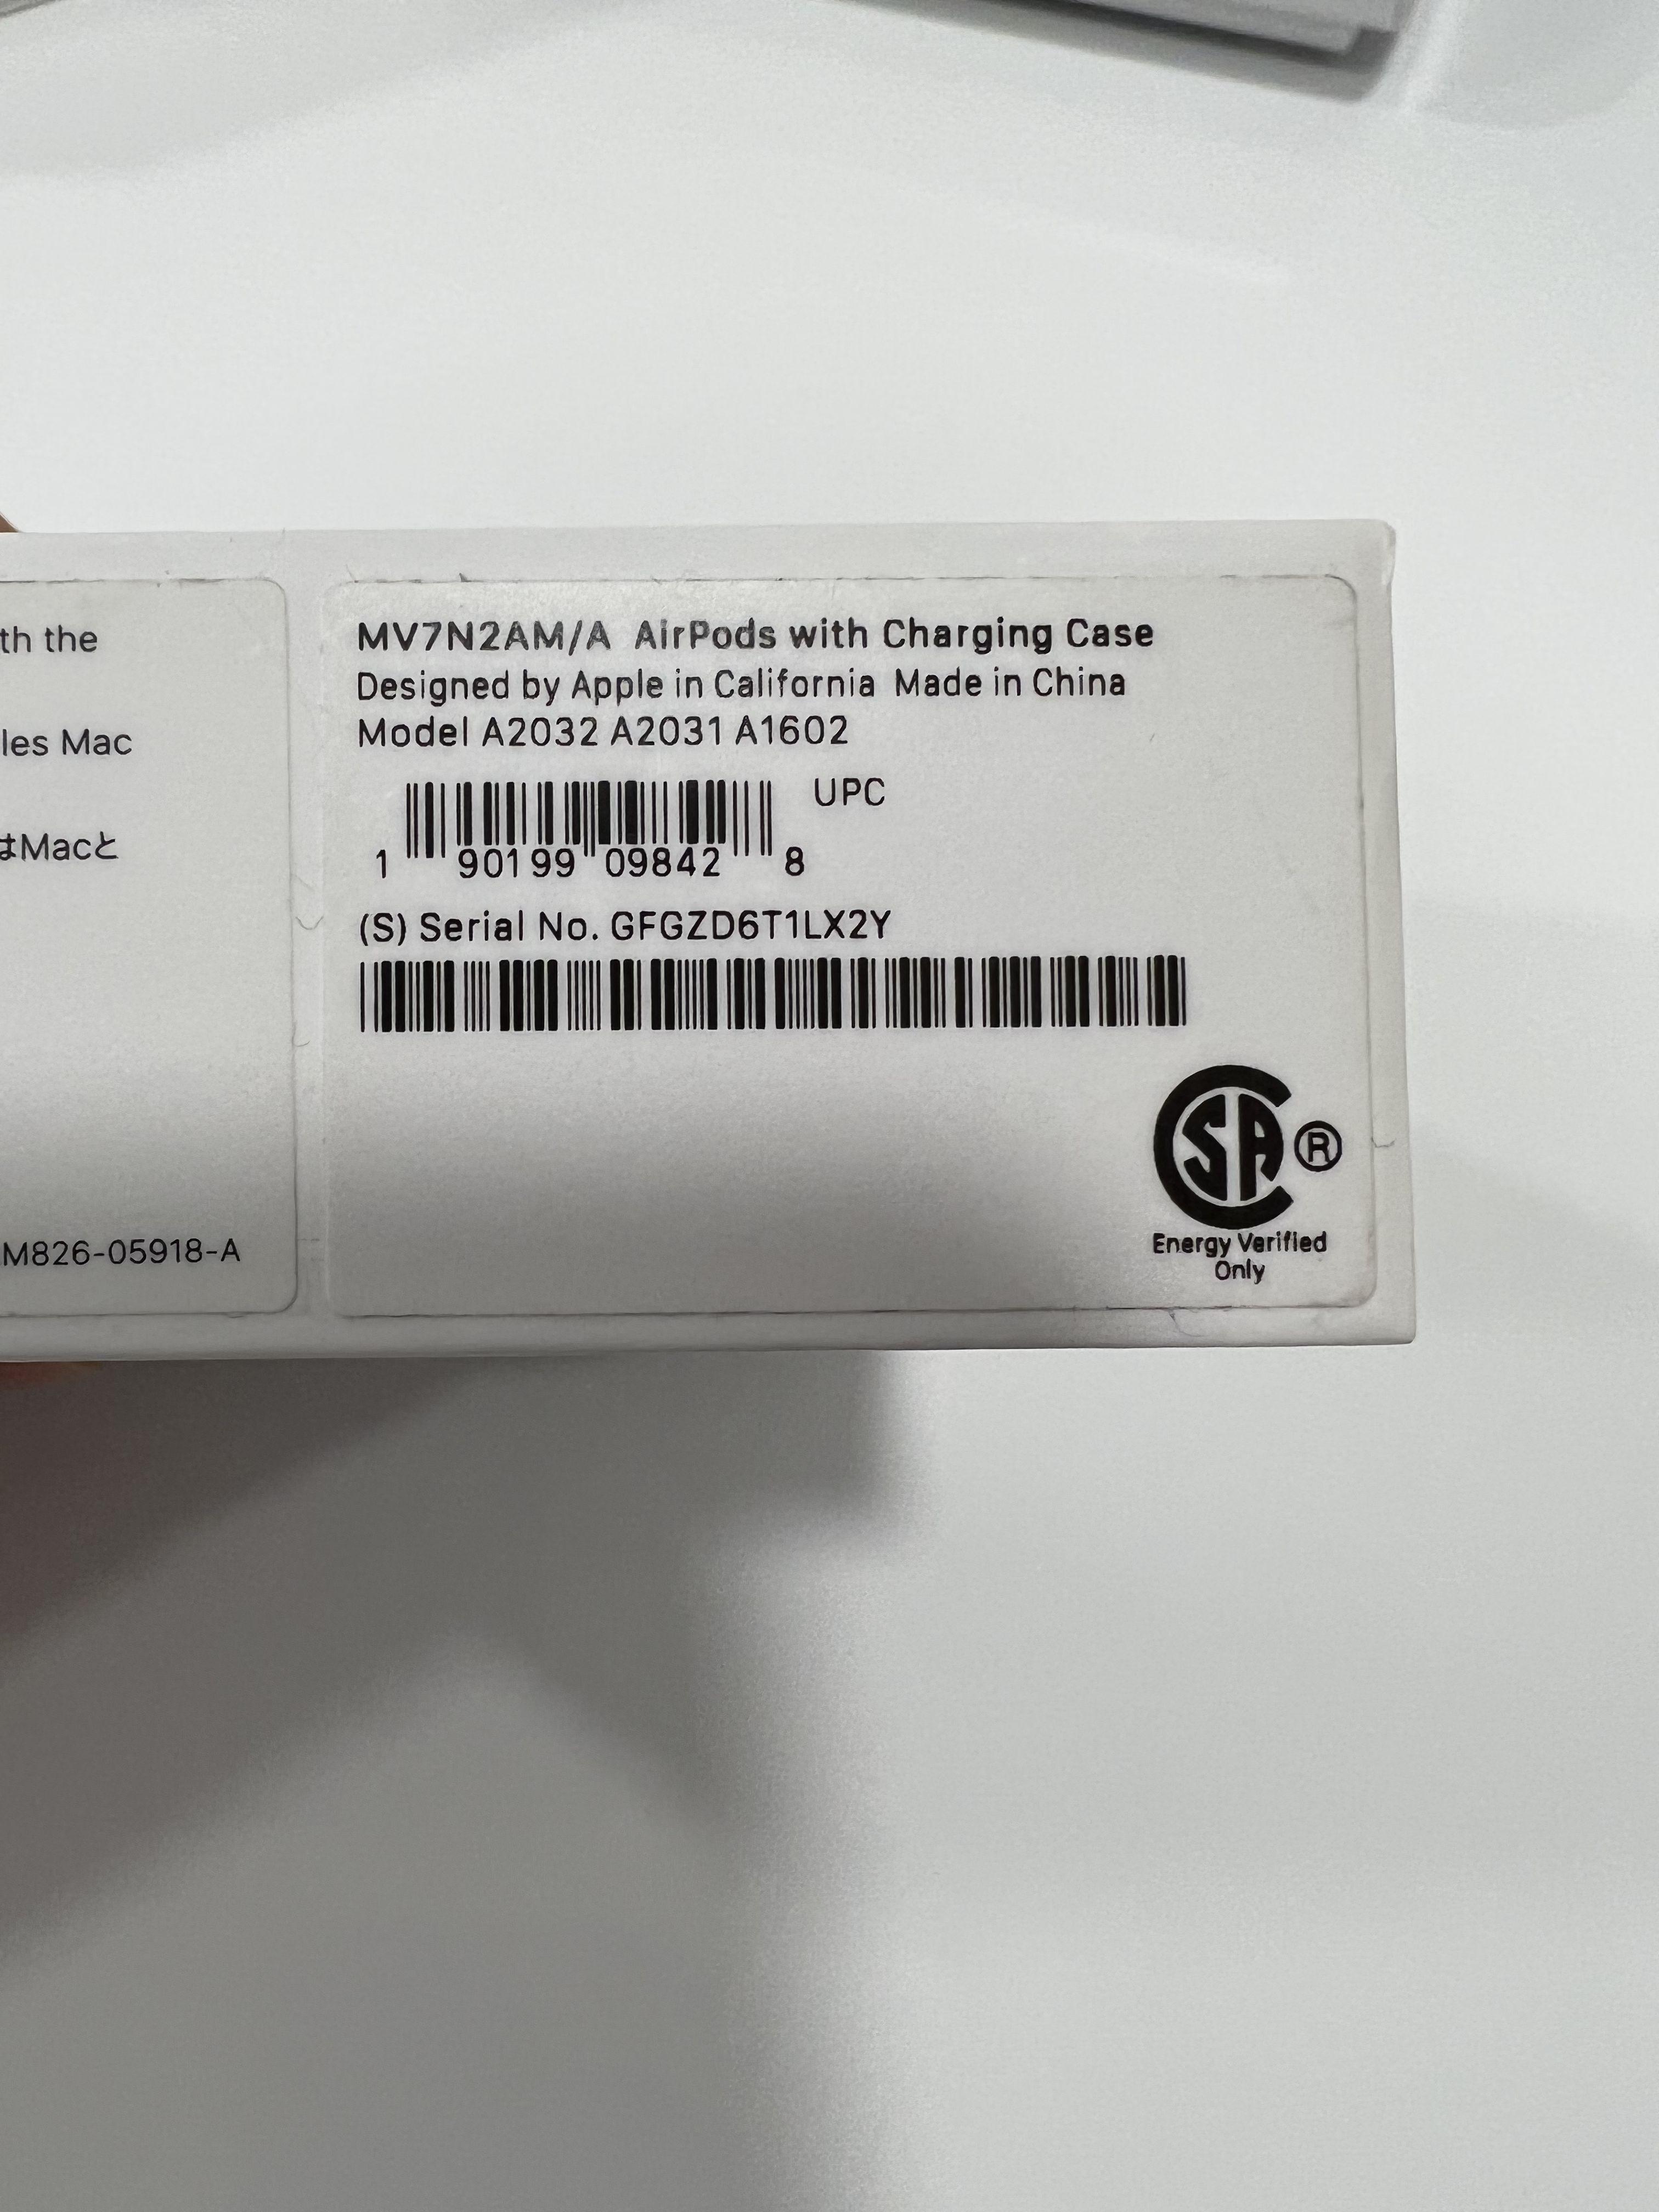 th the
les Mac
はMacと
M826-05918-A
MV7N2AM/A AirPods with Charging Case
Designed by Apple in California Made in China
Model A2032 A2031 A1602
UPC
1 90199 09842 8
(S) Serial No. GFGZD6T1LX2Y
CSA ®
Energy Verified
Only